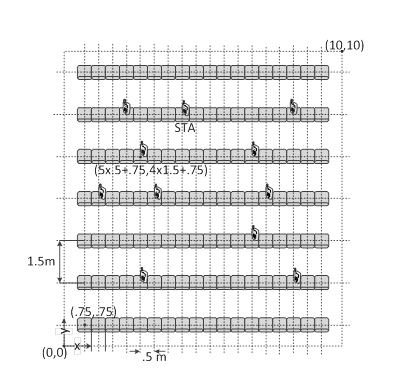 (10,10)
STA
(5x.5+.75,4x1.5+.75)
1.5m
(.75,.75)
y
(0,0)
x
.5 m